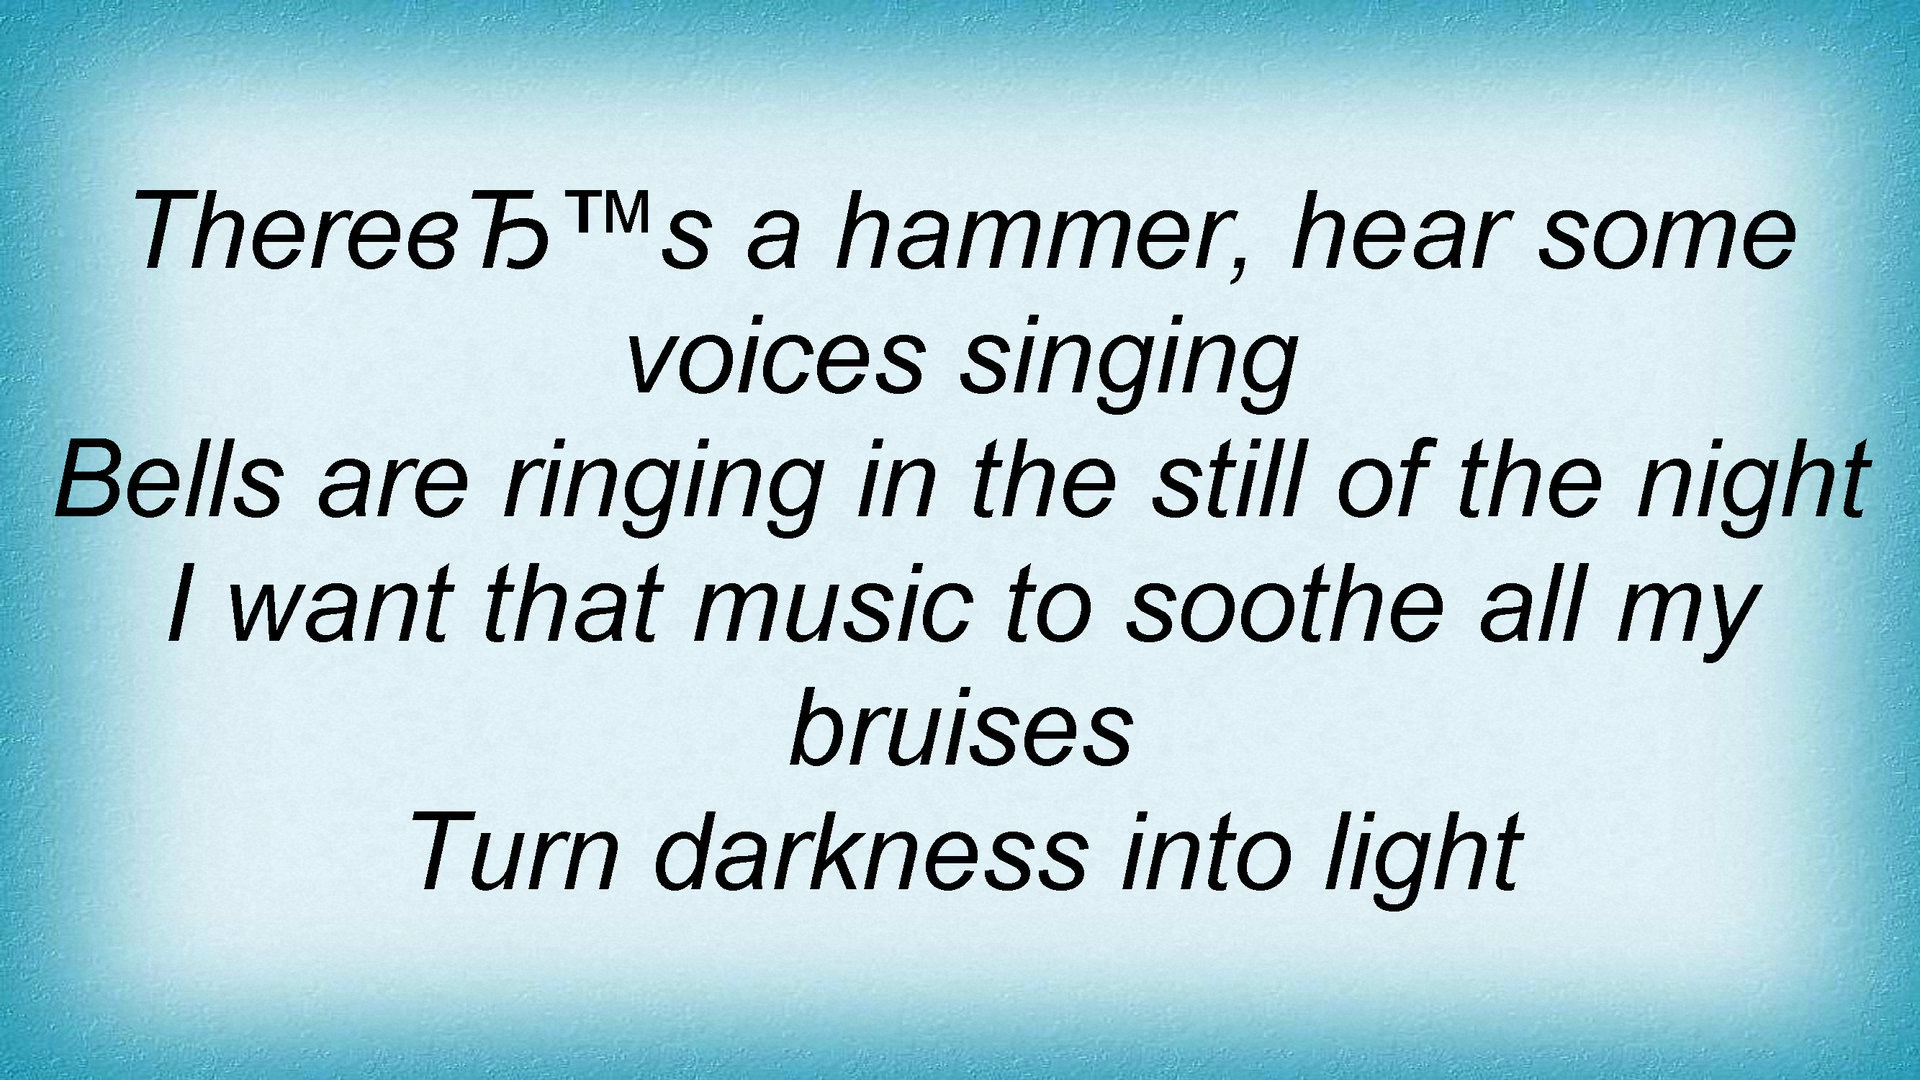 ThereвЂ™s a hammer, hear some
voices singing
Bells are ringing in the still of the night
I want that music to soothe all my
bruises
Turn darkness into light